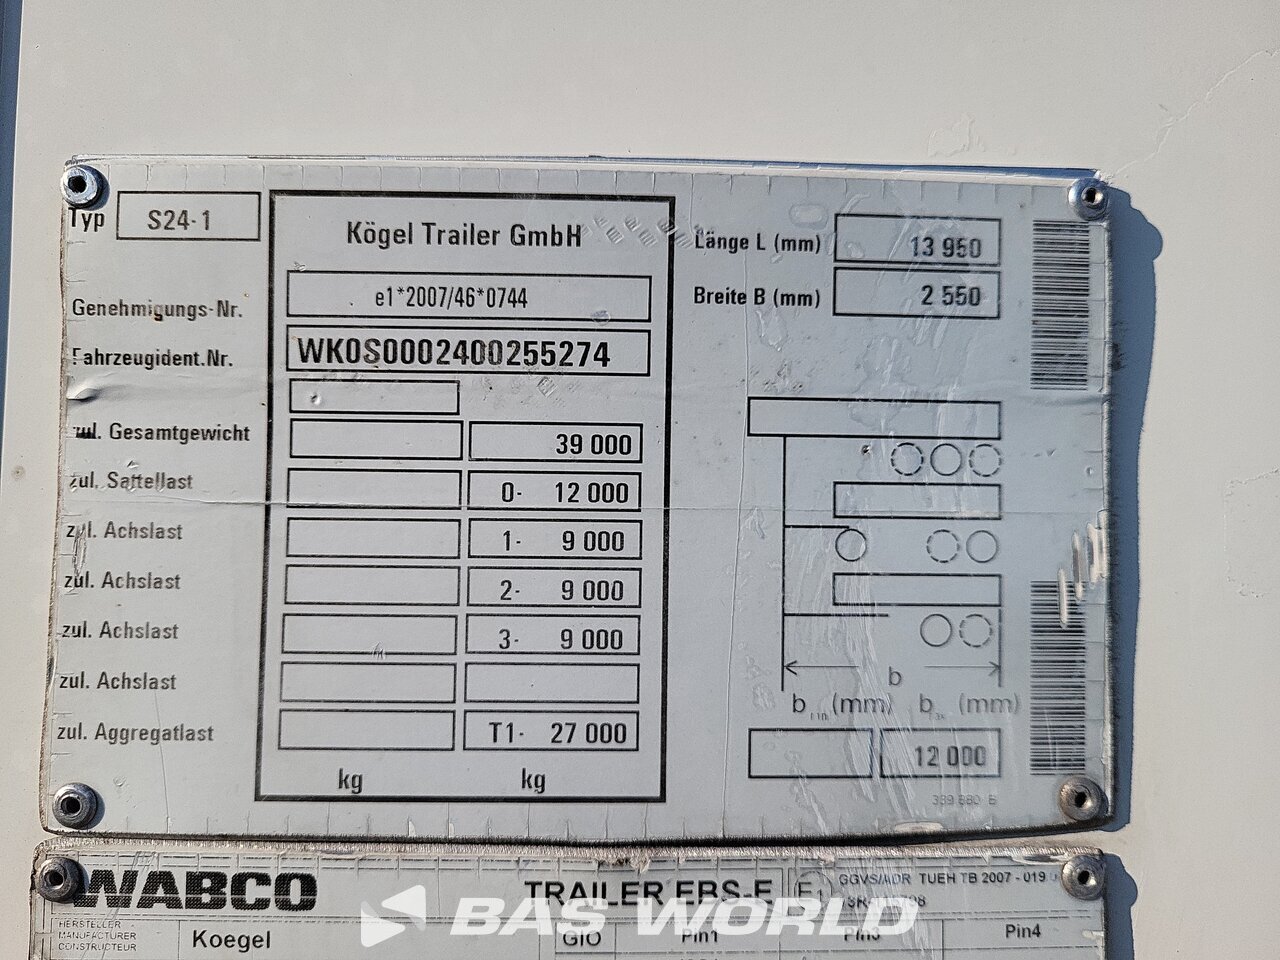 Typ S24-1
Kögel Trailer GmbH
Länge L (mm) 13 950
Breite B (mm) 2 550
Genehmigungs-Nr. e1*2007/46*0744
Fahrzeugident.Nr. WK0S0002400255274
zul. Gesamtgewicht 39 000
zul. Sattellast 0- 12 000
zul. Achslast 1- 9 000
zul. Achslast 2- 9 000
zul. Achslast 3- 9 000
zul. Achslast
zul. Aggregatlast T1- 27 000
kg kg
b
(mm) (mm)
12 000
WABCO
TRAILER EBS-E E1
GGVS/ADR TUEH TB 2007 - 019
HERSTELLER
MANUFACTURER
CONSTRUCTEUR
Koegel
GIO Pin1 Pin3 Pin4
BAS WORLD